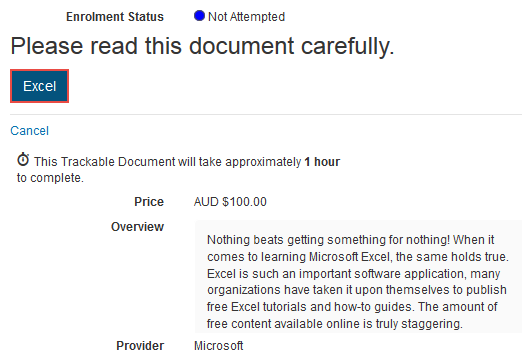 Enrolment Status Not Attempted
Please read this document carefully.
Excel
Cancel
This Trackable Document will take approximately 1 hour
to complete.
Price AUD $100.00
Overview
Nothing beats getting something for nothing! When it
comes to learning Microsoft Excel, the same holds true.
Excel is such an important software application, many
organizations have taken it upon themselves to publish
free Excel tutorials and how-to guides. The amount of
free content available online is truly staggering.
Provider Microsoft